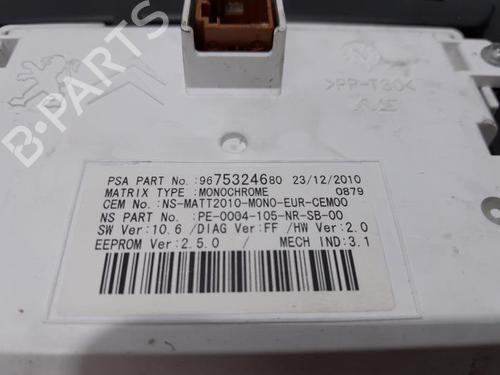 B-PARTS
>PP-T30<
PSA PART No.:9675324680 23/12/2010
MATRIX TYPE :MONOCHROME 0879
CEM No.:NS-MATT2010-MONO-EUR-CEM00
NS PART No. :PE-0004-105-NR-SB-00
SW Ver:10.6 /DIAG Ver:FF /HW Ver:2.0
EEPROM Ver:2.5.0 / MECH IND:3.1